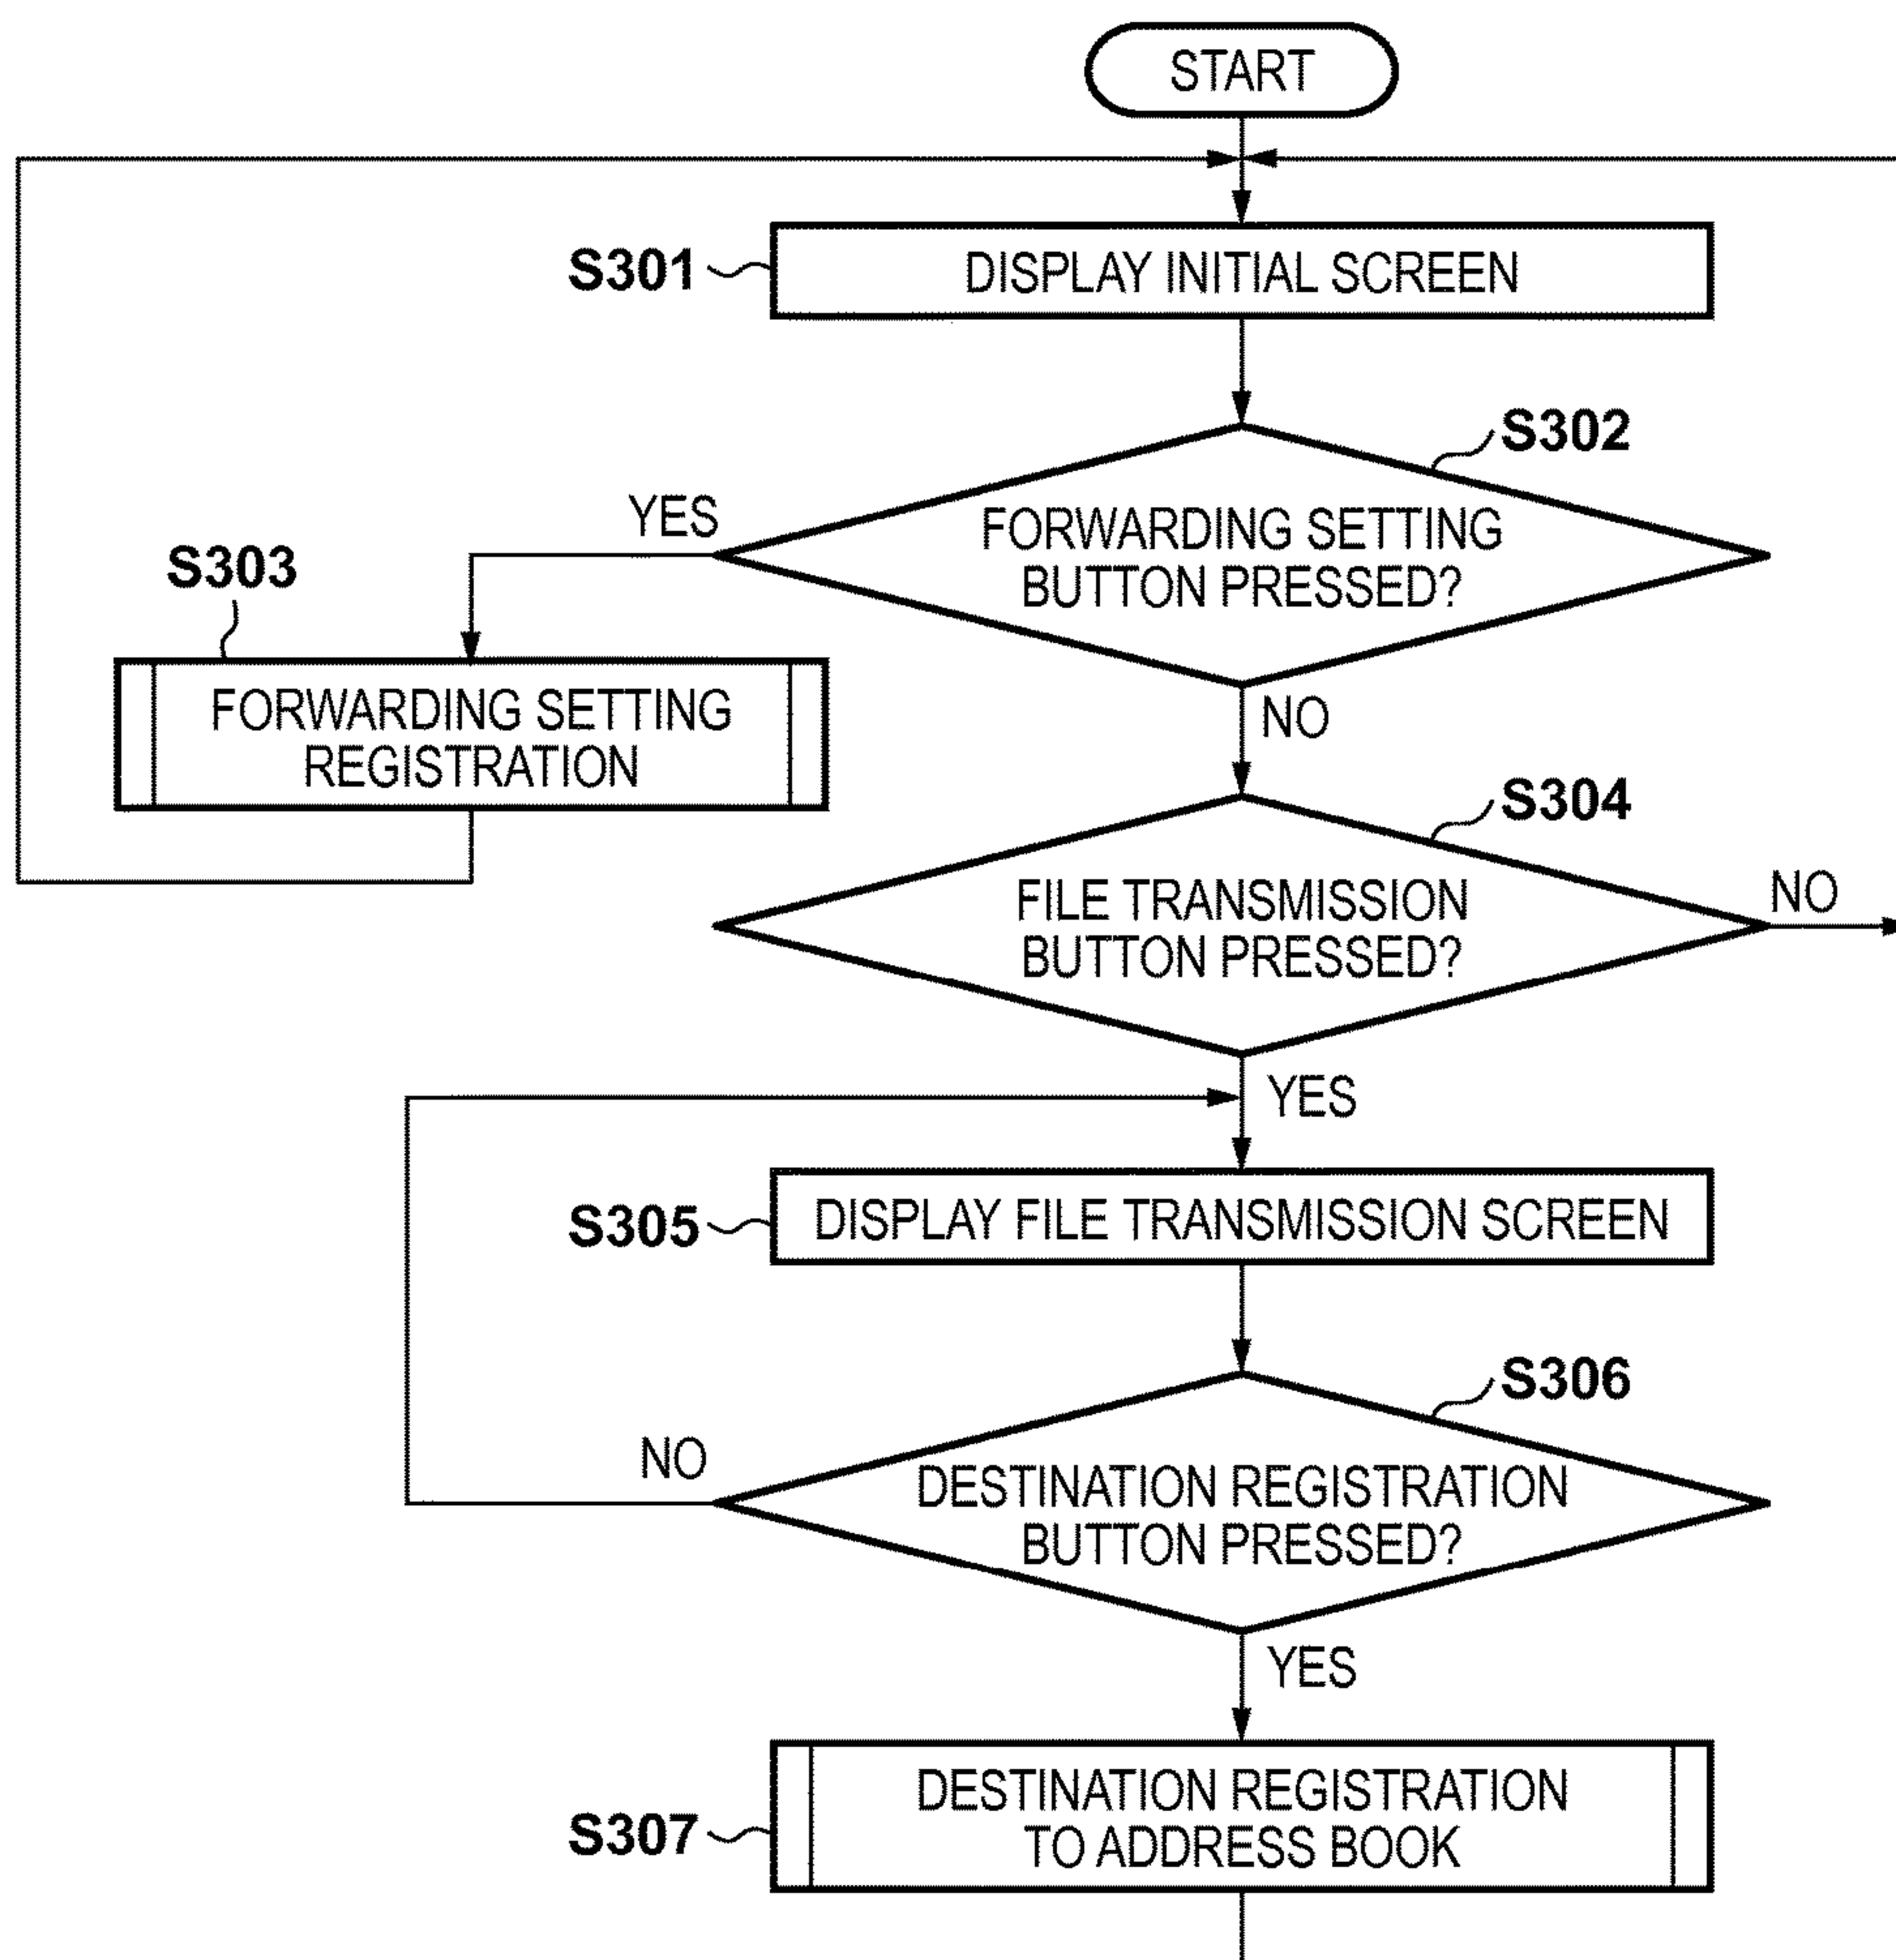 START
S301
DISPLAY INITIAL SCREEN
S302
YES
FORWARDING SETTING
BUTTON PRESSED?
S303
FORWARDING SETTING
REGISTRATION
NO
S304
FILE TRANSMISSION
BUTTON PRESSED?
NO
YES
S305
DISPLAY FILE TRANSMISSION SCREEN
S306
NO
DESTINATION REGISTRATION
BUTTON PRESSED?
YES
S307
DESTINATION REGISTRATION
TO ADDRESS BOOK